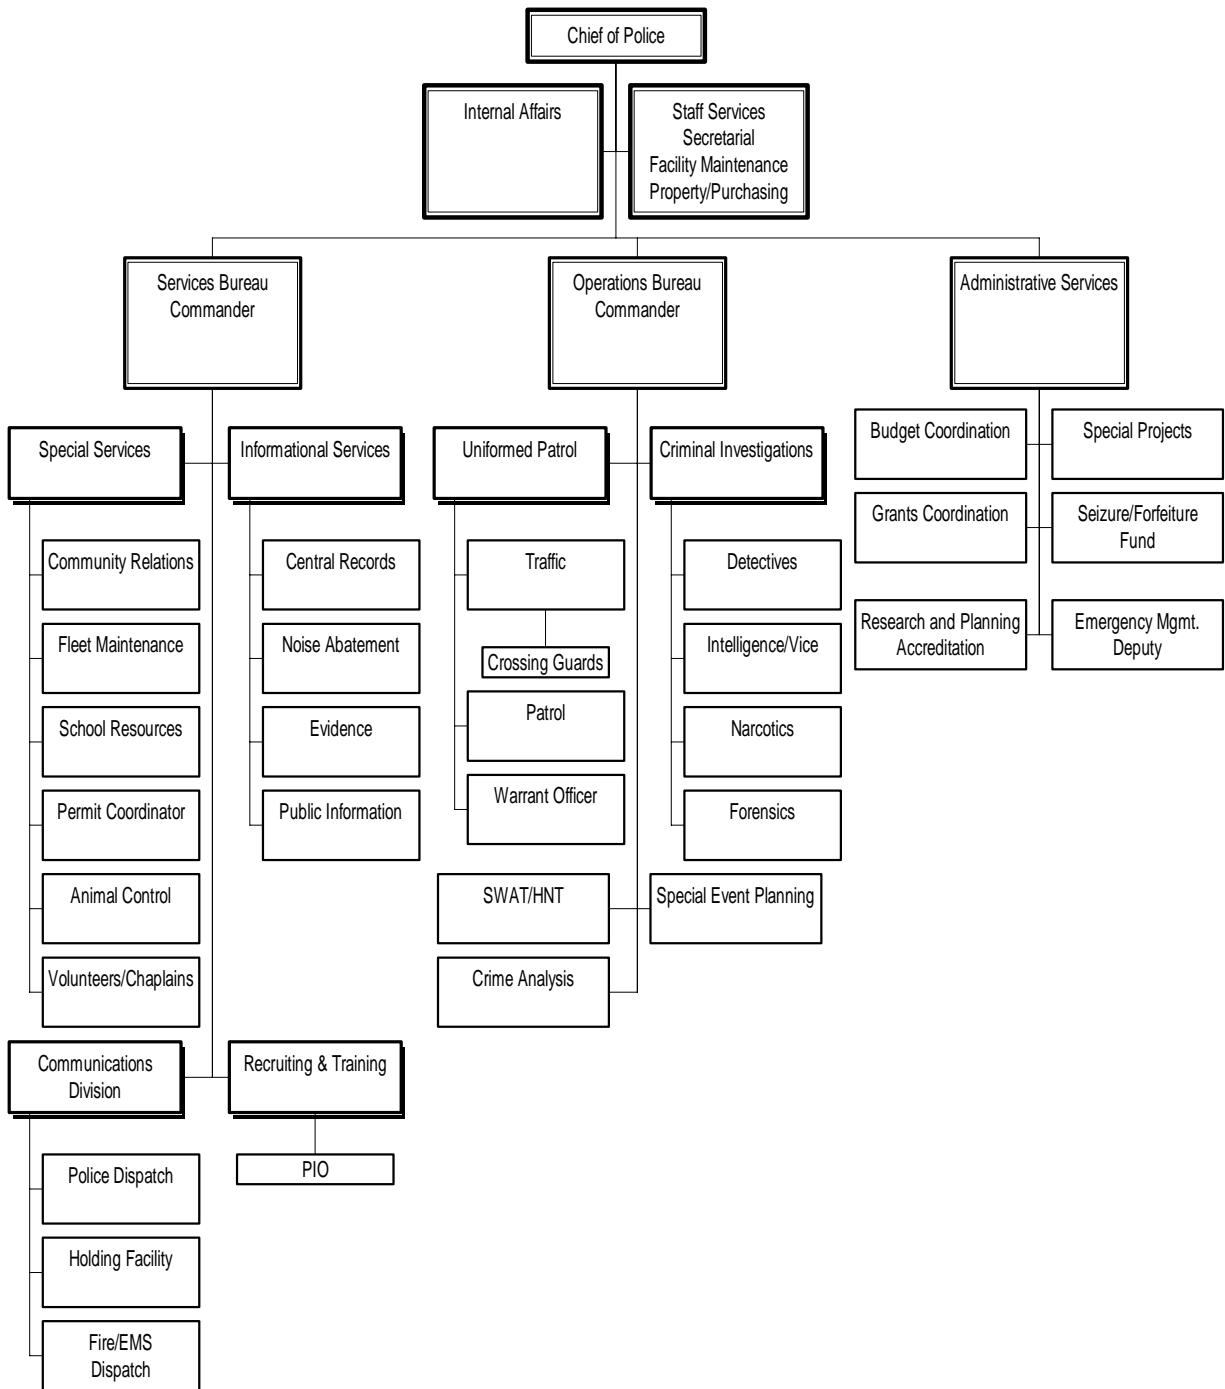 Chief of Police
Internal Affairs
Staff Services
Secretarial
Facility Maintenance
Property/Purchasing
Services Bureau
Commander
Operations Bureau
Commander
Administrative Services
Special Services
Informational Services
Uniformed Patrol
Criminal Investigations
Budget Coordination
Special Projects
Grants Coordination
Seizure/Forfeiture
Fund
Research and Planning
Accreditation
Emergency Mgmt.
Deputy
Community Relations
Fleet Maintenance
School Resources
Permit Coordinator
Animal Control
Volunteers/Chaplains
Central Records
Noise Abatement
Evidence
Public Information
Traffic
Crossing Guards
Patrol
Warrant Officer
Detectives
Intelligence/Vice
Narcotics
Forensics
SWAT/HNT
Special Event Planning
Crime Analysis
Communications
Division
Recruiting & Training
PIO
Police Dispatch
Holding Facility
Fire/EMS
Dispatch